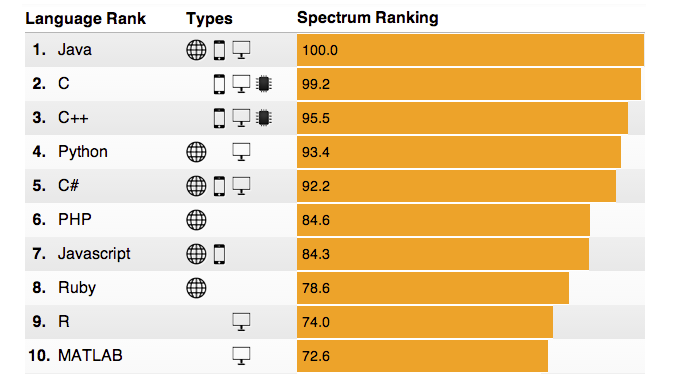 Language Rank Types Spectrum Ranking
1. Java 100.0
2. C 99.2
3. C++ 95.5
4. Python 93.4
5. C# 92.2
6. PHP 84.6
7. Javascript 84.3
8. Ruby 78.6
9. R 74.0
10. MATLAB 72.6